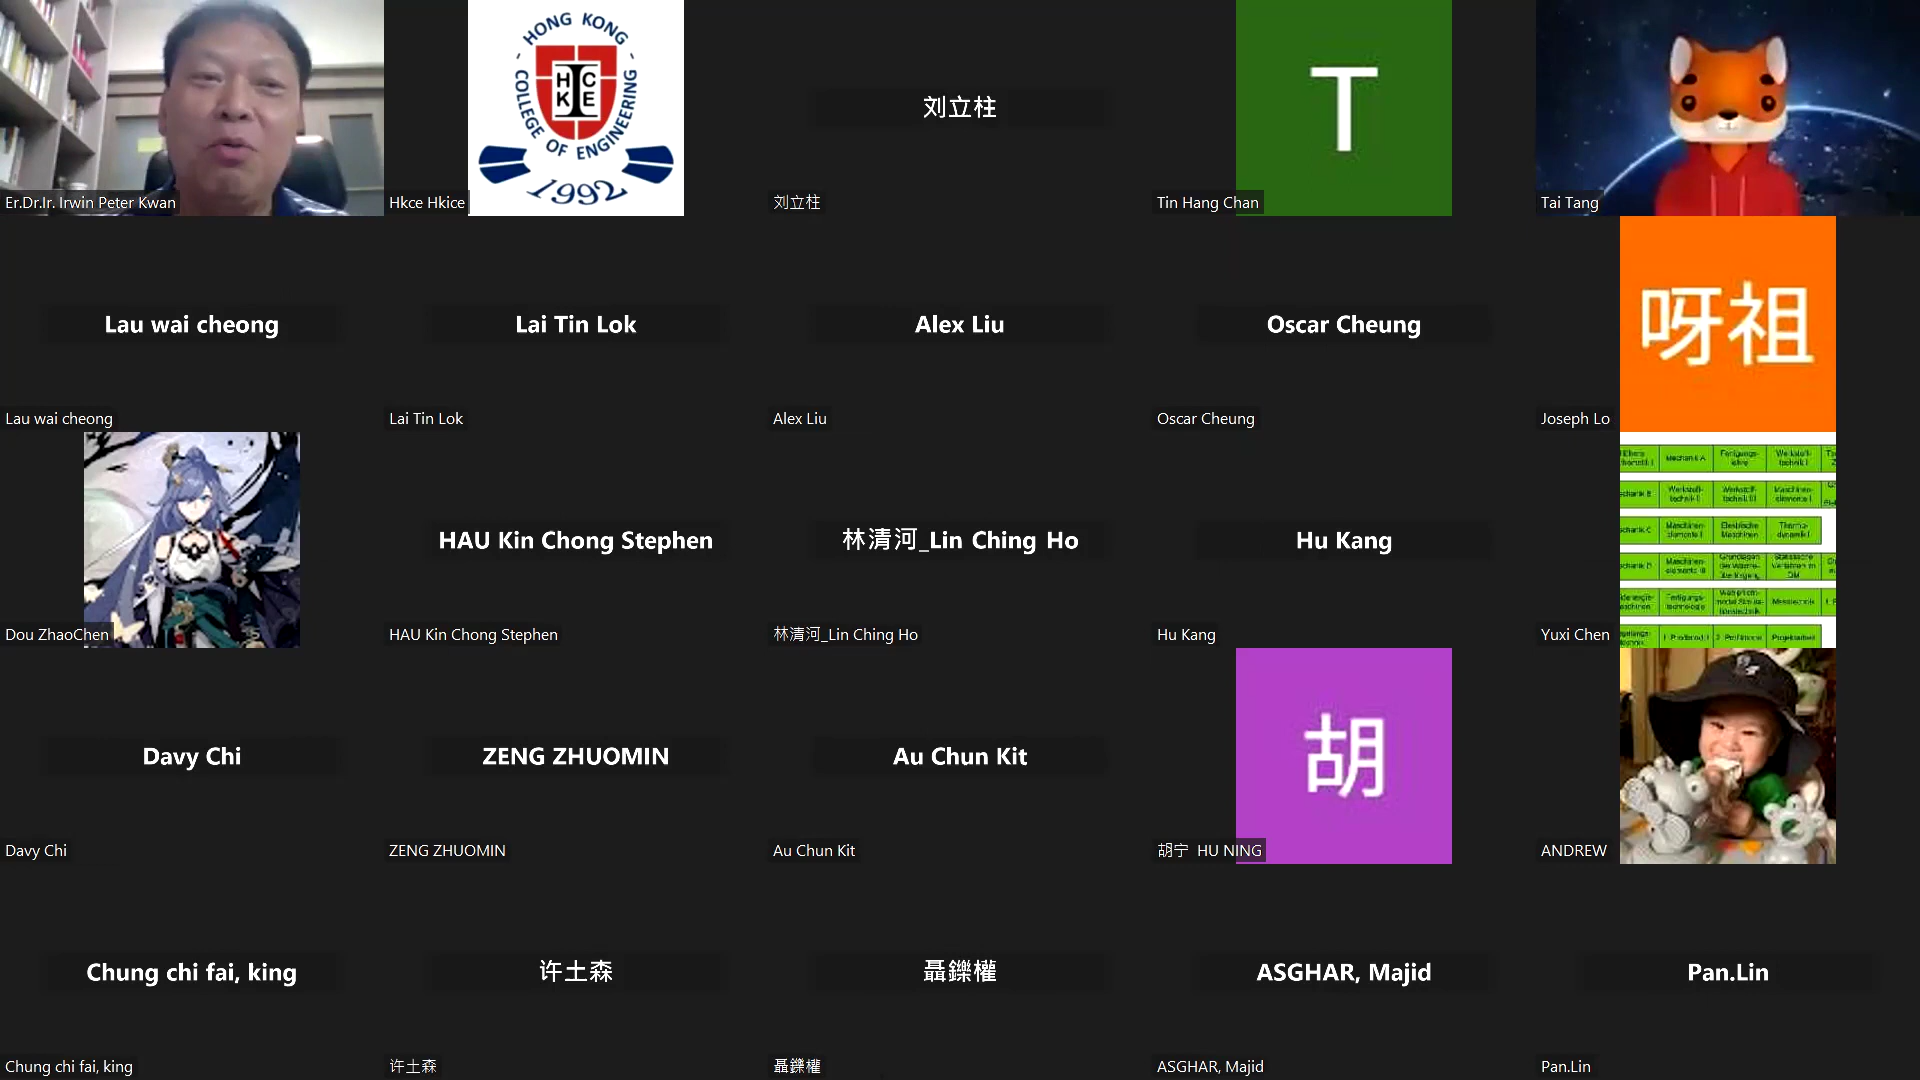 HONG KONG
COLLEGE OF ENGINEERING
HKCE
1992
Er.Dr.Ir. Irwin Peter Kwan
Hkce Hkice
刘立柱
刘立柱
T
Tin Hang Chan
Tai Tang
Lau wai cheong
Lau wai cheong
Lai Tin Lok
Lai Tin Lok
Alex Liu
Alex Liu
Oscar Cheung
Oscar Cheung
呀祖
Joseph Lo
Dou ZhaoChen
HAU Kin Chong Stephen
HAU Kin Chong Stephen
林清河_Lin Ching Ho
林清河_Lin Ching Ho
Hu Kang
Hu Kang
Mechanik A
Yuxi Chen
Davy Chi
Davy Chi
ZENG ZHUOMIN
ZENG ZHUOMIN
Au Chun Kit
Au Chun Kit
胡
胡宁 HU NING
ANDREW
Chung chi fai, king
Chung chi fai, king
许土森
许土森
聶鑠權
聶鑠權
ASGHAR, Majid
ASGHAR, Majid
Pan.Lin
Pan.Lin